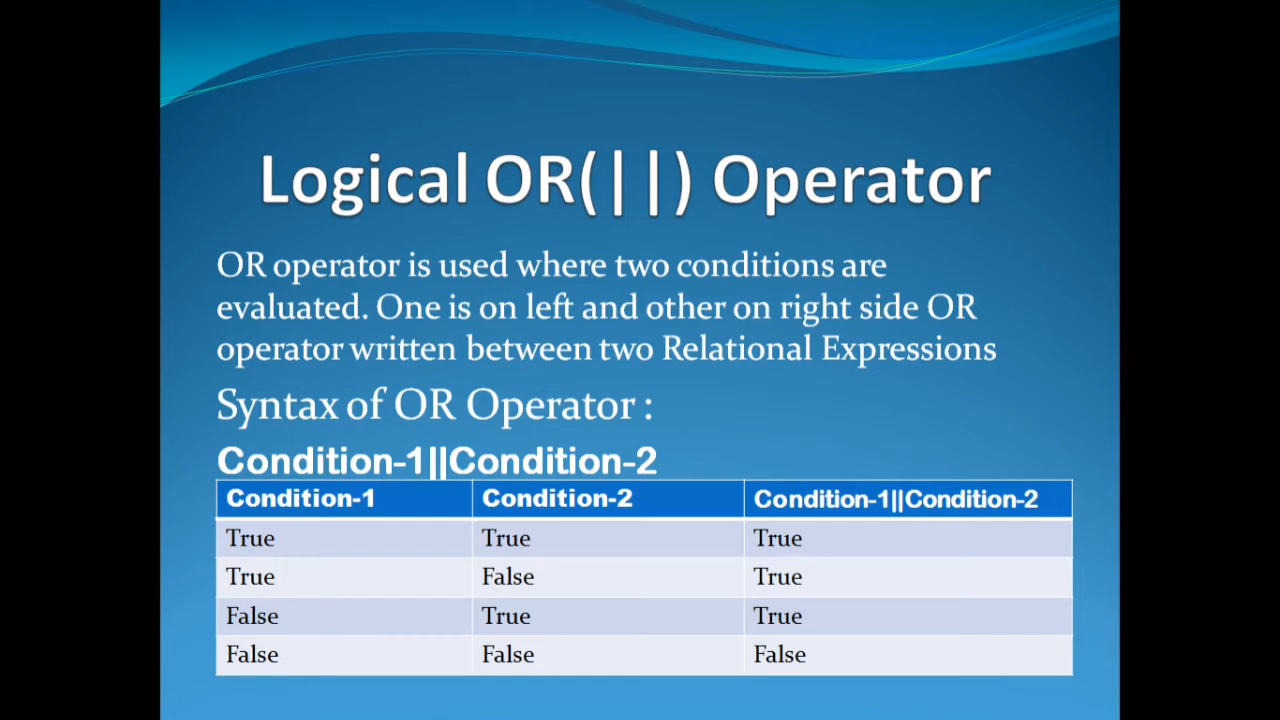 Logical OR(||) Operator
OR operator is used where two conditions are
evaluated. One is on left and other on right side OR
operator written between two Relational Expressions
Syntax of OR Operator :
Condition-1||Condition-2
Condition-1 Condition-2 Condition-1||Condition-2
True True True
True False True
False True True
False False False